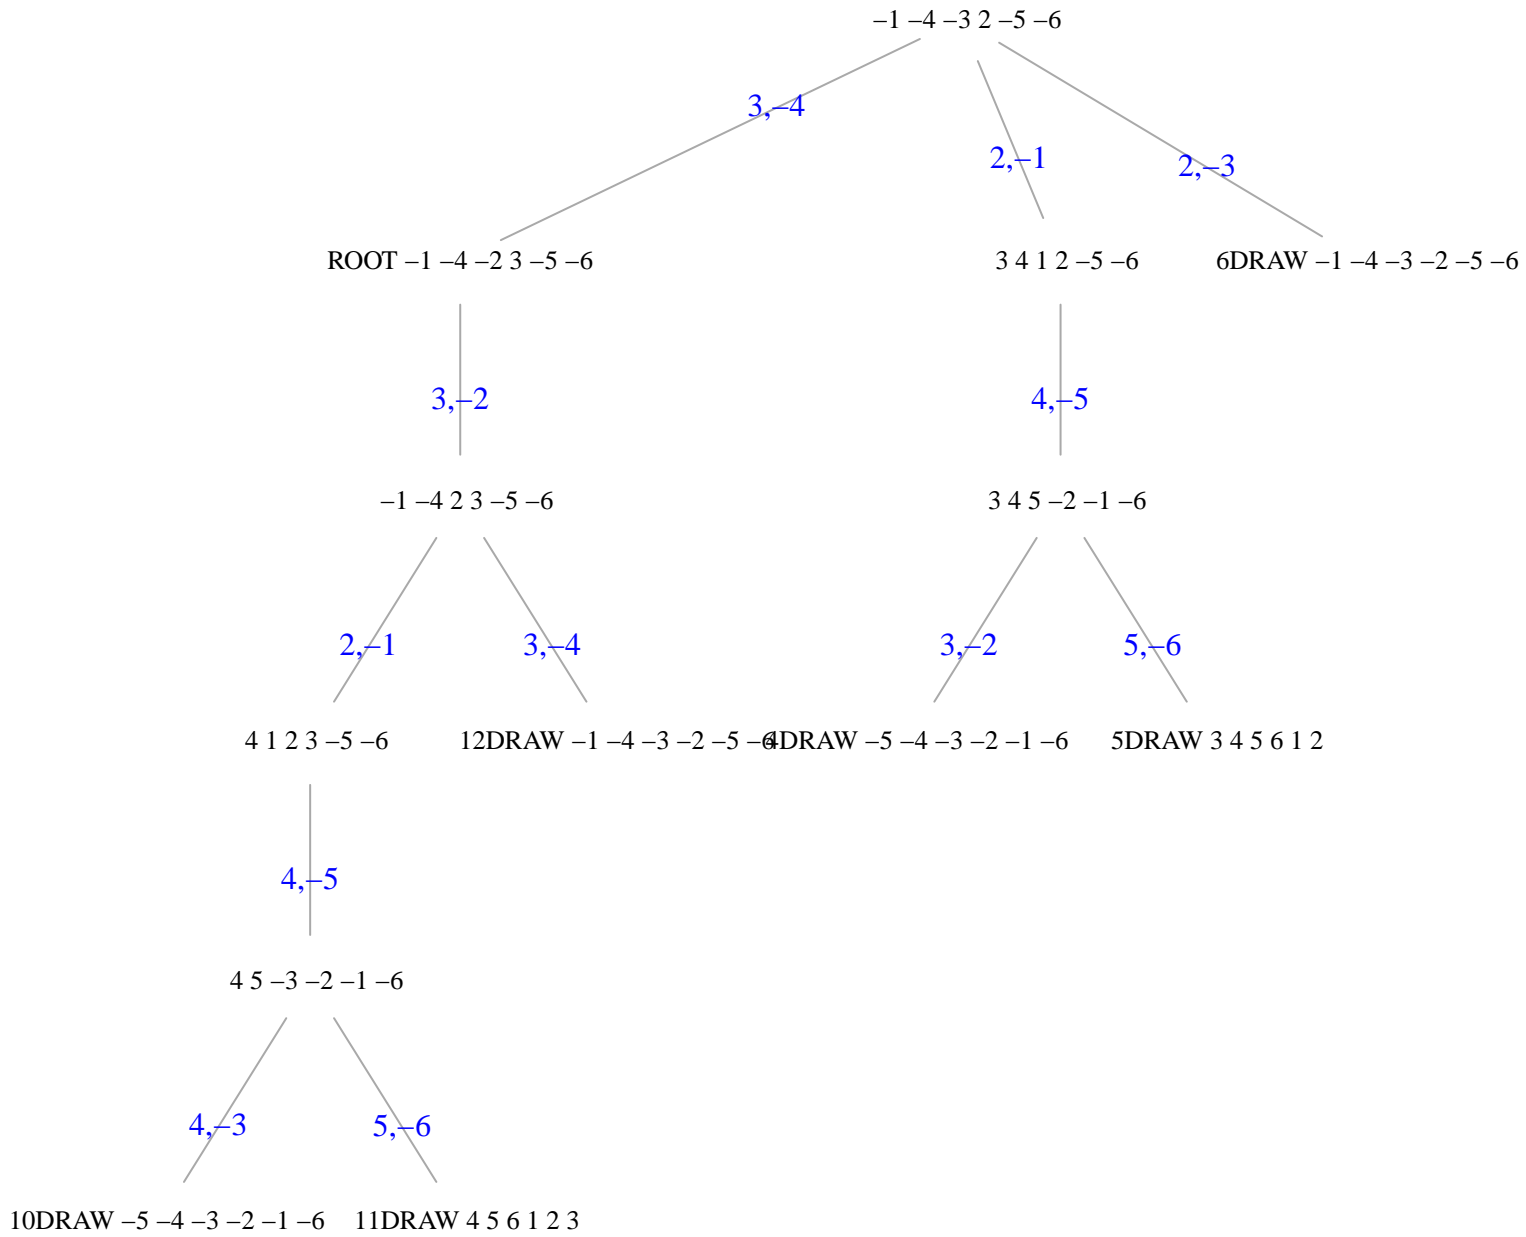 –1 –4 –3 2 –5 –6
3,–4
2,–1
2,–3
ROOT –1 –4 –2 3 –5 –6
3 4 1 2 –5 –6
6DRAW –1 –4 –3 –2 –5 –6
3,–2
4,–5
–1 –4 2 3 –5 –6
3 4 5 –2 –1 –6
2,–1
3,–4
3,–2
5,–6
4 1 2 3 –5 –6
12DRAW –1 –4 –3 –2 –5 –6
4DRAW –5 –4 –3 –2 –1 –6
5DRAW 3 4 5 6 1 2
4,–5
4 5 –3 –2 –1 –6
4,–3
5,–6
10DRAW –5 –4 –3 –2 –1 –6
11DRAW 4 5 6 1 2 3